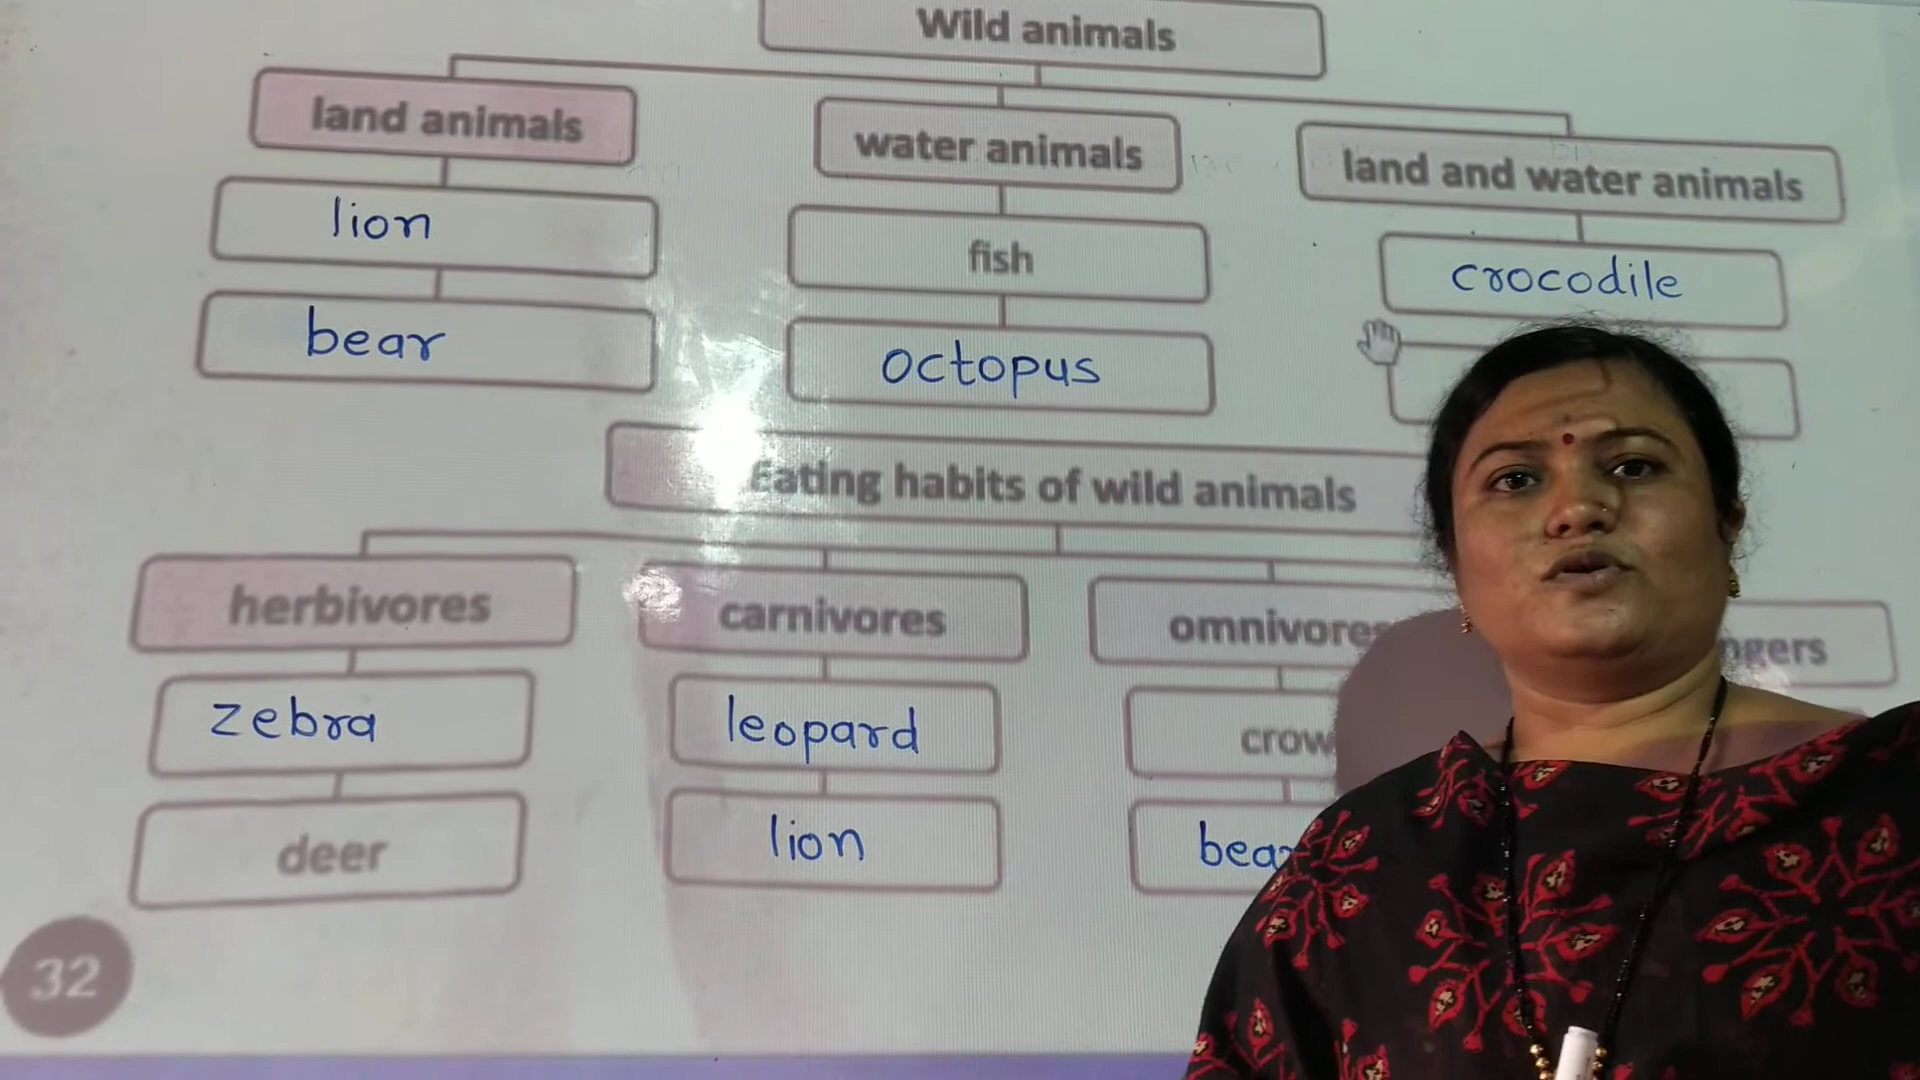 Wild animals
land animals
water animals
land and water animals
lion
fish
crocodile
bear
octopus
Eating habits of wild animals
herbivores
carnivores
omnivores
zebra
leopard
crow
deer
lion
bear
32